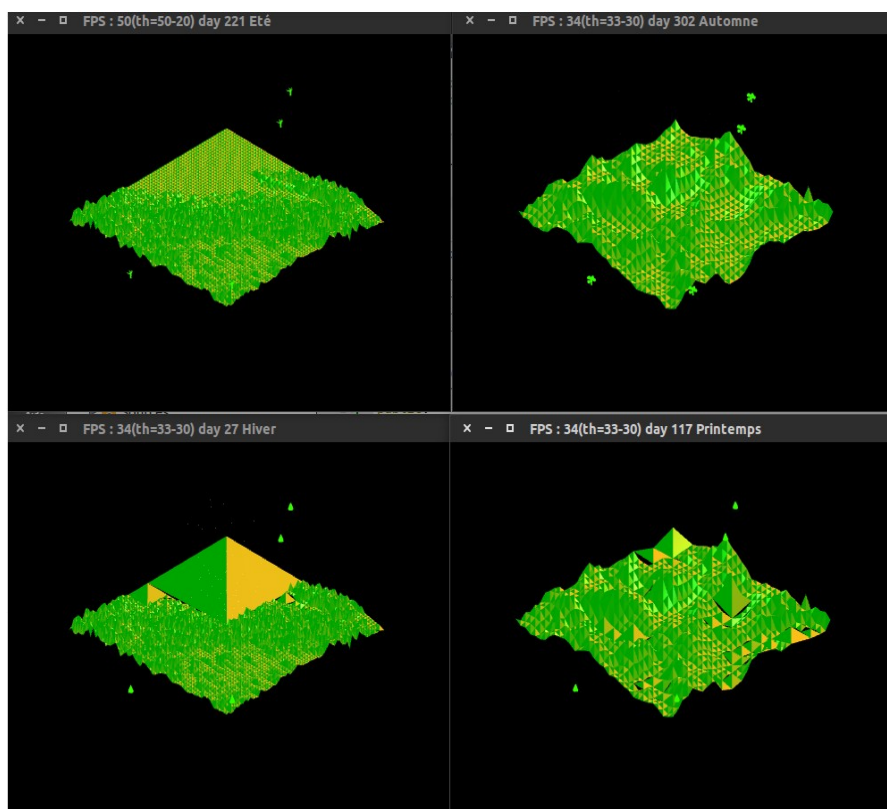 FPS : 50(th=50-20) day 221 Eté
FPS : 34(th=33-30) day 302 Automne
FPS : 34(th=33-30) day 27 Hiver
FPS : 34(th=33-30) day 117 Printemps